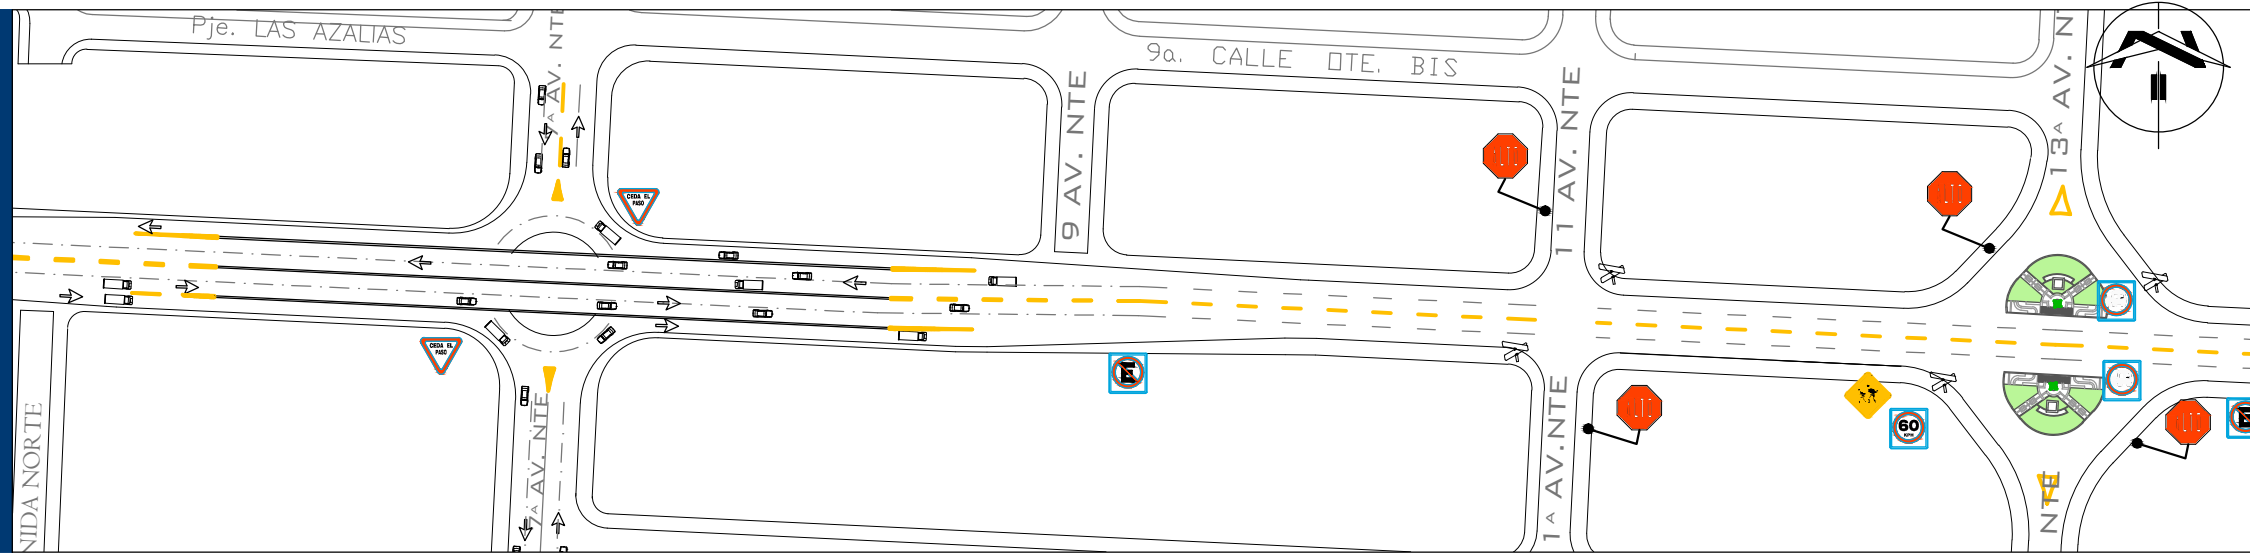 Pje. LAS AZALIAS
7ᴬ AV. NTE
9a. CALLE OTE. BIS
9 AV. NTE
11 AV. NTE
13ᴬ AV. N
CEDA EL
PASO
CEDA EL
PASO
E
60
KPH
NIDA NORTE
7ᴬ AV. NTE
1ᴬ AV.NTE
NTE